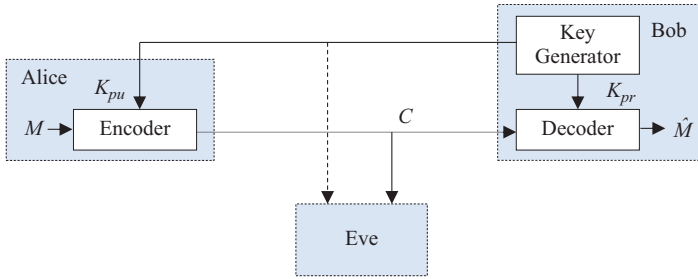 Key
Generator
Bob
Alice
K_pu
K_pr
M
Encoder
C
Decoder
M̂
Eve